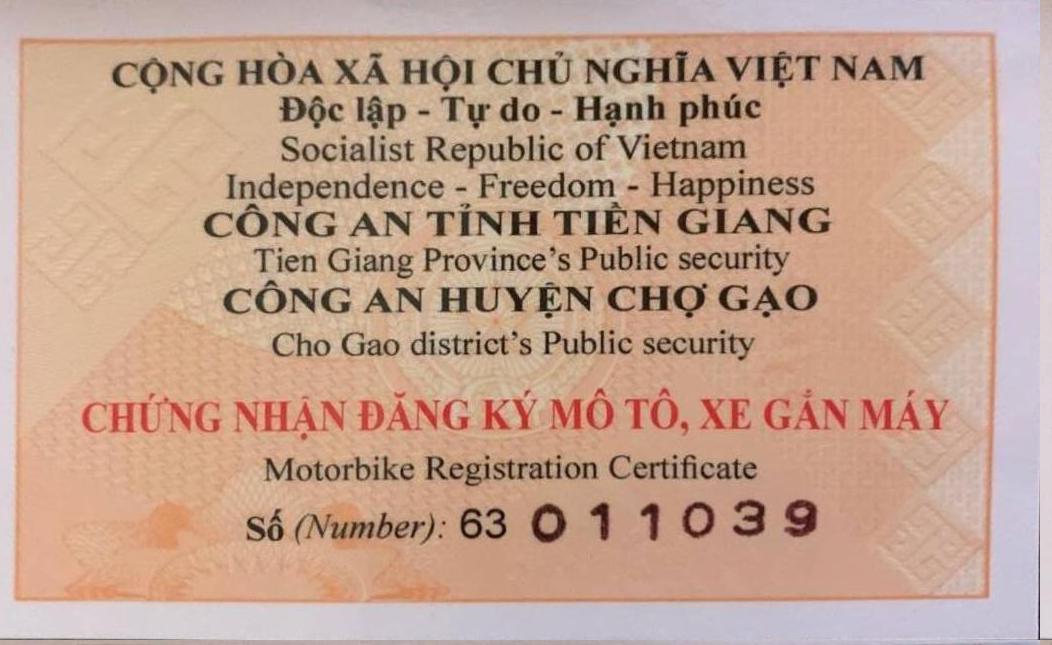 CỘNG HÒA XÃ HỘI CHỦ NGHĨA VIỆT NAM
Độc lập - Tự do - Hạnh phúc
Socialist Republic of Vietnam
Independence - Freedom - Happiness
CÔNG AN TỈNH TIỀN GIANG
Tien Giang Province's Public security
CÔNG AN HUYỆN CHỢ GẠO
Cho Gao district's Public security
CHỨNG NHẬN ĐĂNG KÝ MÔ TÔ, XE GẮN MÁY
Motorbike Registration Certificate
Số (Number): 63 011039